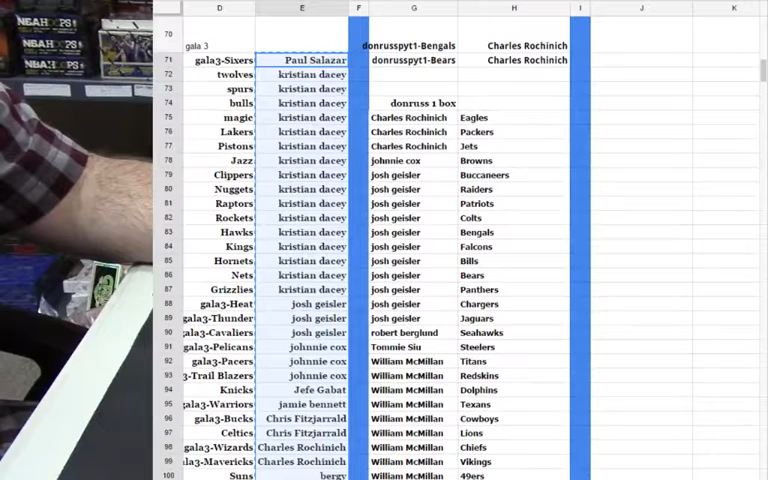 NBA HOOPS
NBA HOOPS
NBA HOOPS
D E F G H I J K
70 gala 3 donrusspyt1-Bengals Charles Rochinich
71 gala3-Sixers Paul Salazar donrusspyt1-Bears Charles Rochinich
72 twolves kristian dacey
73 spurs kristian dacey
74 bulls kristian dacey donruss 1 box
75 magic kristian dacey Charles Rochinich Eagles
76 Lakers kristian dacey Charles Rochinich Packers
77 Pistons kristian dacey Charles Rochinich Jets
78 Jazz kristian dacey johnnie cox Browns
79 Clippers kristian dacey josh geisler Buccaneers
80 Nuggets kristian dacey josh geisler Raiders
81 Raptors kristian dacey josh geisler Patriots
82 Rockets kristian dacey josh geisler Colts
83 Hawks kristian dacey josh geisler Bengals
84 Kings kristian dacey josh geisler Falcons
85 Hornets kristian dacey josh geisler Bills
86 Nets kristian dacey josh geisler Bears
87 Grizzlies kristian dacey josh geisler Panthers
88 gala3-Heat josh geisler josh geisler Chargers
89 gala3-Thunder josh geisler josh geisler Jaguars
90 gala3-Cavaliers josh geisler robert berglund Seahawks
91 gala3-Pelicans johnnie cox Tommie Siu Steelers
92 gala3-Pacers johnnie cox William McMillan Titans
93 3-Trail Blazers johnnie cox William McMillan Redskins
94 Knicks Jefe Gabat William McMillan Dolphins
95 gala3-Warriors jamie bennett William McMillan Texans
96 gala3-Bucks Chris Fitzjarrald William McMillan Cowboys
97 Celtics Chris Fitzjarrald William McMillan Lions
98 gala3-Wizards Charles Rochinich William McMillan Chiefs
99 gala3-Mavericks Charles Rochinich William McMillan Vikings
100 Suns bergy William McMillan 49ers